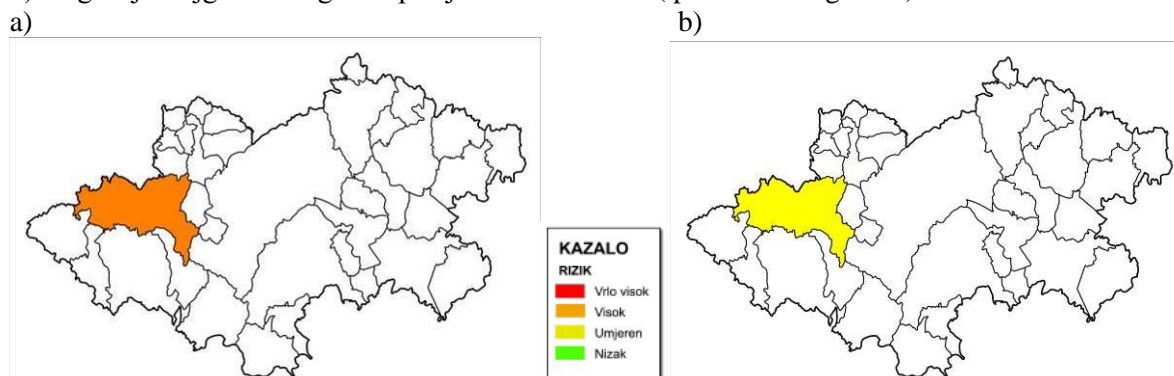 a)
b)
KAZALO
RIZIK
Vrlo visok
Visok
Umjeren
Nizak